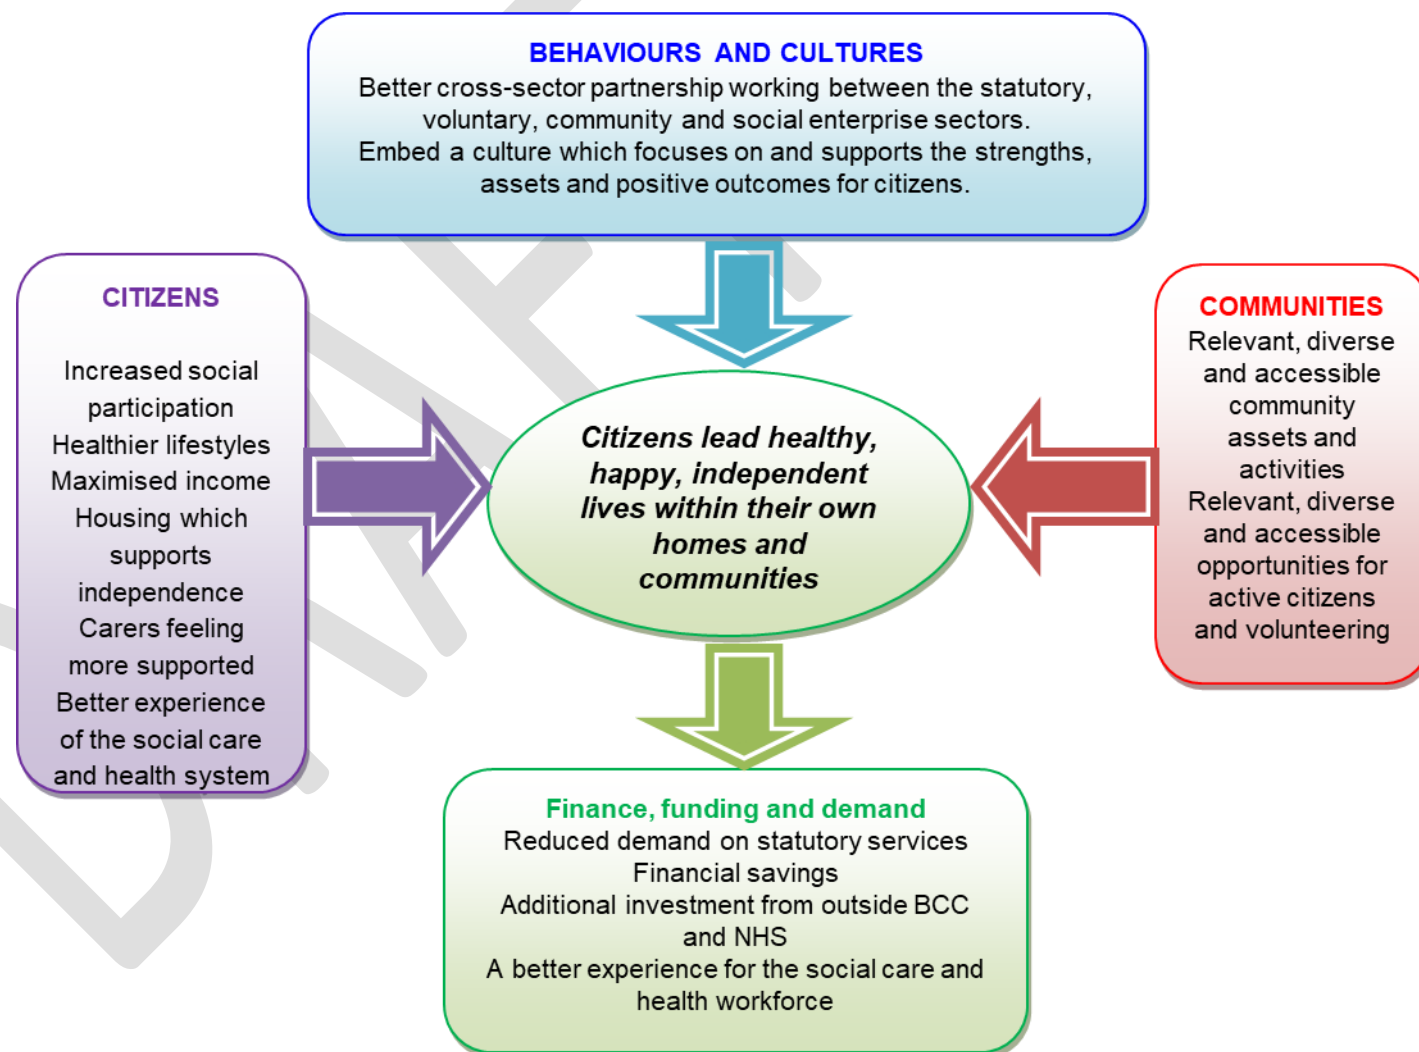 BEHAVIOURS AND CULTURES
Better cross-sector partnership working between the statutory,
voluntary, community and social enterprise sectors.
Embed a culture which focuses on and supports the strengths,
assets and positive outcomes for citizens.
CITIZENS
Increased social
participation
Healthier lifestyles
Maximised income
Housing which
supports
independence
Carers feeling
more supported
Better experience
of the social care
and health system
Citizens lead healthy,
happy, independent
lives within their own
homes and
communities
COMMUNITIES
Relevant, diverse
and accessible
community
assets and
activities
Relevant, diverse
and accessible
opportunities for
active citizens
and volunteering
Finance, funding and demand
Reduced demand on statutory services
Financial savings
Additional investment from outside BCC
and NHS
A better experience for the social care and
health workforce
DRAFT